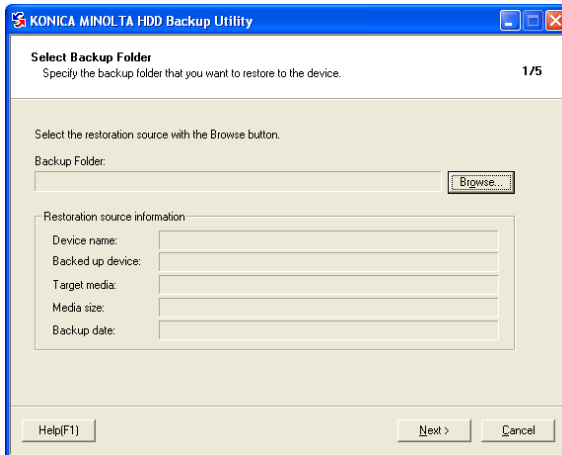 KONICA MINOLTA HDD Backup Utility
Select Backup Folder
Specify the backup folder that you want to restore to the device.
1/5
Select the restoration source with the Browse button.
Backup Folder:
Browse...
Restoration source information
Device name:
Backed up device:
Target media:
Media size:
Backup date:
Help(F1)
Next >
Cancel